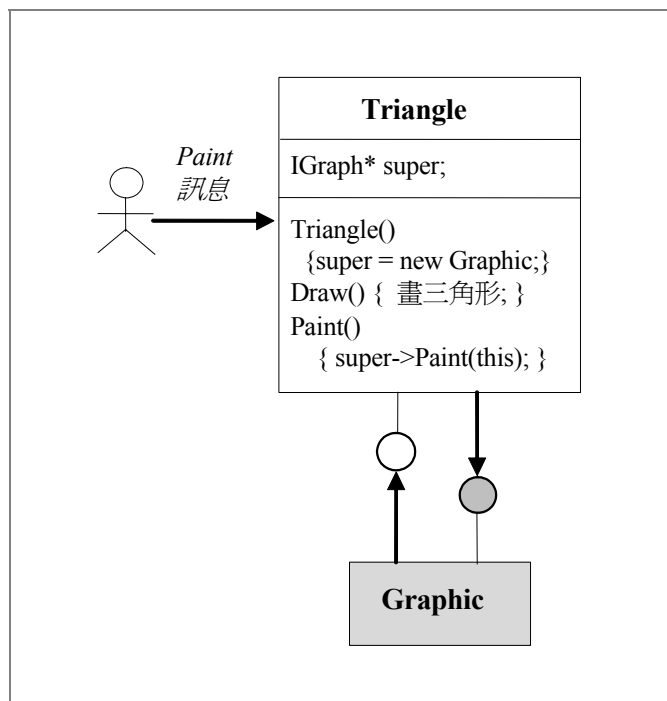 Triangle
IGraph* super;
Paint
訊息
Triangle()
{super = new Graphic;}
Draw() { 畫三角形; }
Paint()
{ super->Paint(this); }
Graphic